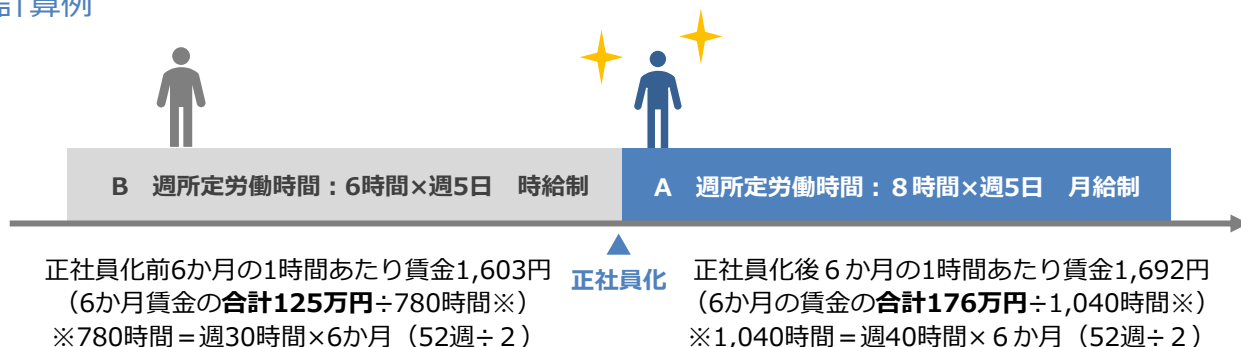 計算例
B 週所定労働時間：6時間×週5日 時給制
A 週所定労働時間：８時間×週5日 月給制
正社員化前6か月の1時間あたり賃金1,603円
（6か月賃金の合計125万円÷780時間※）
※780時間＝週30時間×6か月（52週÷２）
正社員化
正社員化後６か月の1時間あたり賃金1,692円
（6か月の賃金の合計176万円÷1,040時間※）
※1,040時間＝週40時間×６か月（52週÷２）